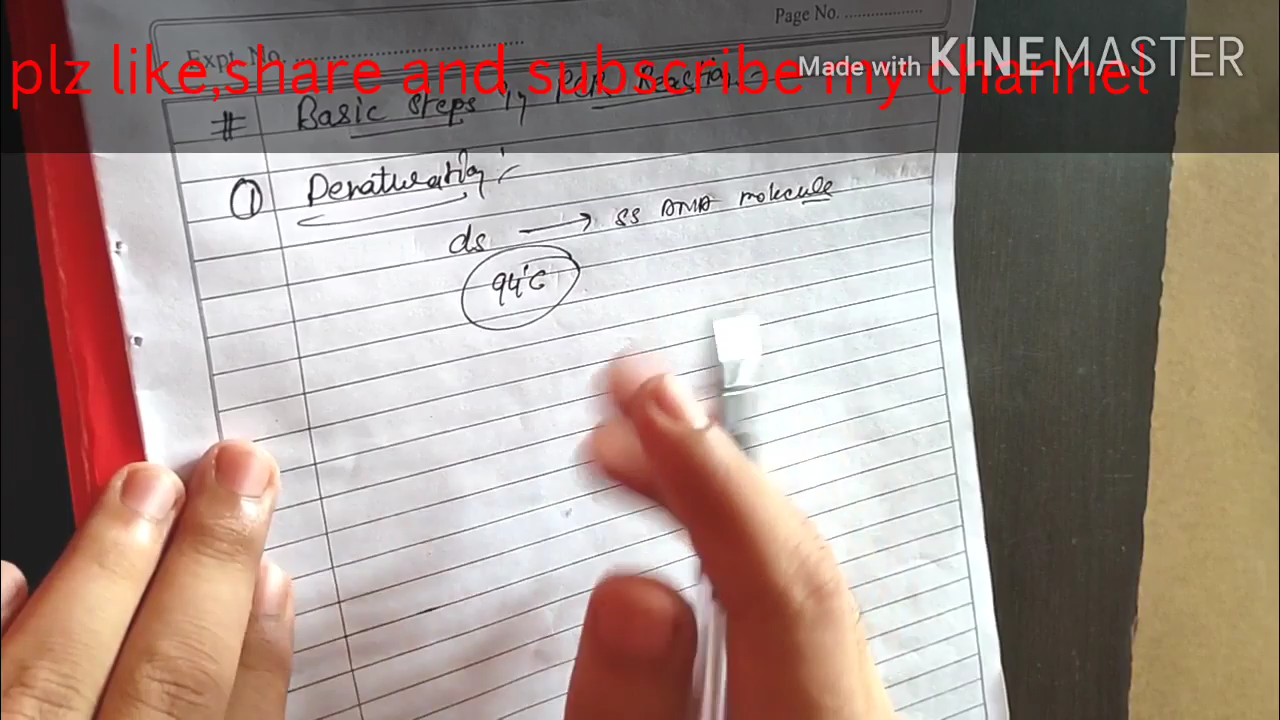 Page No. ....................
Expt. No. ..................................................
plz like,share and subscribe my channel
Made with KINEMASTER
# Basic steps in PCR Reaction :-
① Denaturation :-
ds → ss DNA molecule
94°C